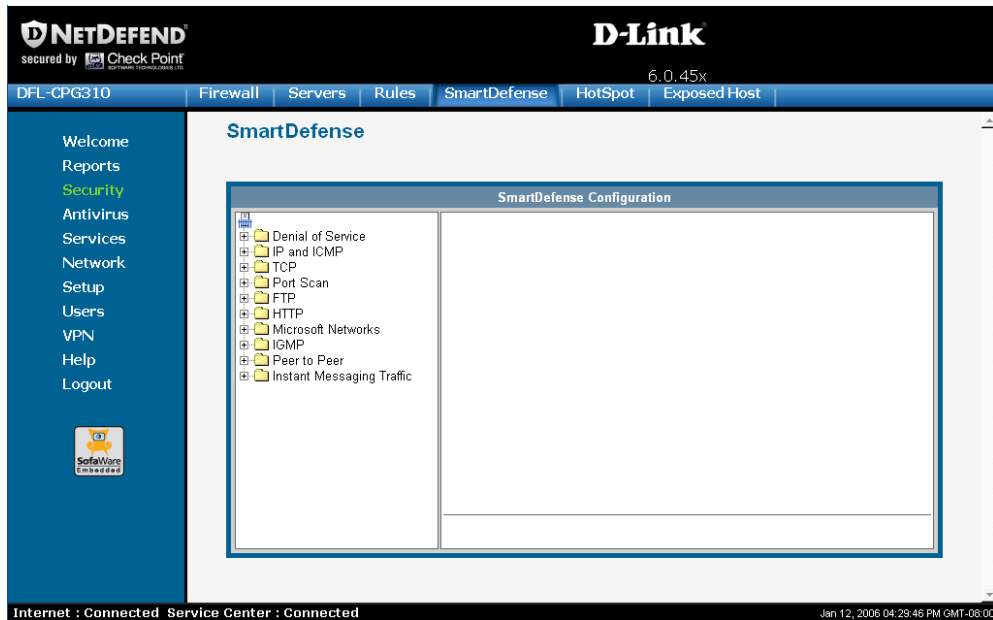 NETDEFEND
secured by Check Point
SOFTWARE TECHNOLOGIES LTD.
D-Link
6.0.45x
DFL-CPG310
Firewall Servers Rules SmartDefense HotSpot Exposed Host
Welcome
Reports
Security
Antivirus
Services
Network
Setup
Users
VPN
Help
Logout
SofaWare
Embedded
SmartDefense
SmartDefense Configuration
Denial of Service
IP and ICMP
TCP
Port Scan
FTP
HTTP
Microsoft Networks
IGMP
Peer to Peer
Instant Messaging Traffic
Internet : Connected Service Center : Connected
Jan 12, 2006 04:29:46 PM GMT-08:00